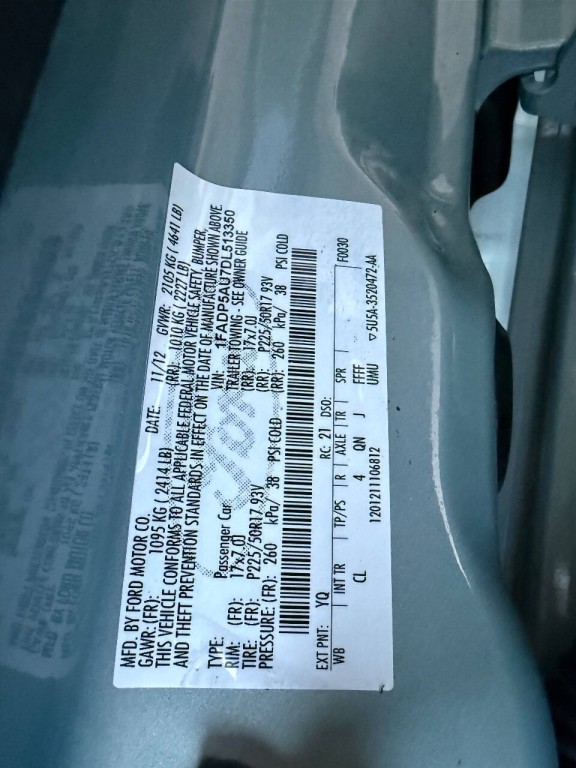 MFD. BY FORD MOTOR CO.
DATE: 11/12 GVWR: 2105 KG ( 4641 LB)
GAWR: (FR): 1095 KG ( 2414 LB) (RR): 1010 KG ( 2227 LB)
THIS VEHICLE CONFORMS TO ALL APPLICABLE FEDERAL MOTOR VEHICLE SAFETY, BUMPER,
AND THEFT PREVENTION STANDARDS IN EFFECT ON THE DATE OF MANUFACTURE SHOWN ABOVE
VIN: 1FADP5AU7DL513350
TYPE: Passenger Car TRAILER TOWING - SEE OWNER GUIDE
RIM: (FR): 17x7.0J (RR): 17x7.0J
TIRE: (FR): P225/50R17 93V (RR): P225/50R17 93V
PRESSURE: (FR): 260 kPa/ 38 PSI COLD (RR): 260 kPa/ 38 PSI COLD
EXT PNT: YQ RC: 21 DSO: F0030
WB INT TR TP/PS R AXLE TR SPR
CL 4 QN J FFFF
UMU
1201211106812 ▽5U5A-3520472-AA